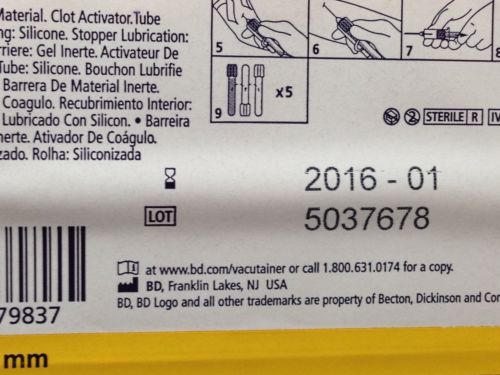 Material. Clot Activator.Tube
ng: Silicone. Stopper Lubrication:
rriere: Gel Inerte. Activateur De
Tube: Silicone. Bouchon Lubrifie
Barrera De Material Inerte.
Coagulo. Recubrimiento Interior:
Lubricado Con Silicon. • Barreira
nerte. Ativador De Coágulo.
zado. Rolha: Siliconizada
5
6
7
8
9
x5
2
STERILE R
IV
2016 - 01
LOT
5037678
at www.bd.com/vacutainer or call 1.800.631.0174 for a copy.
BD, Franklin Lakes, NJ USA
BD, BD Logo and all other trademarks are property of Becton, Dickinson and Co
79837
mm